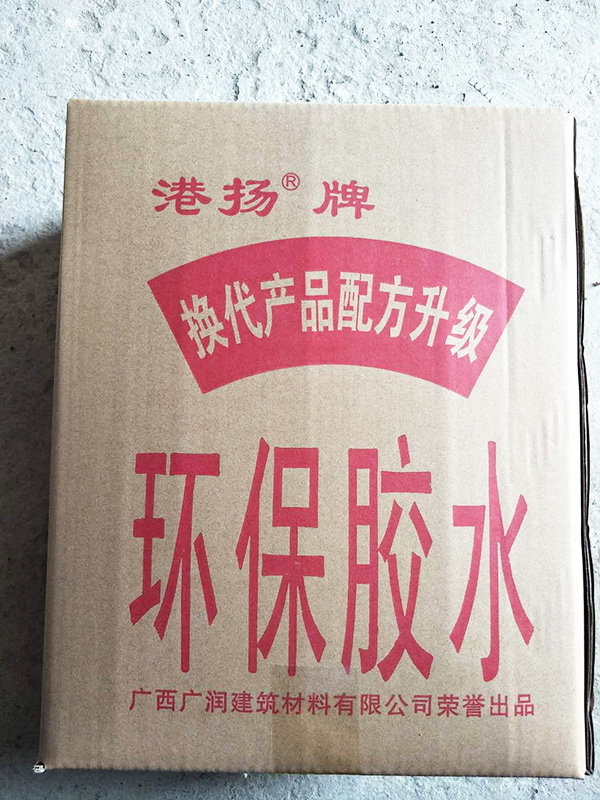 港扬®牌
换代产品配方升级
环保胶水
广西广润建筑材料有限公司荣誉出品